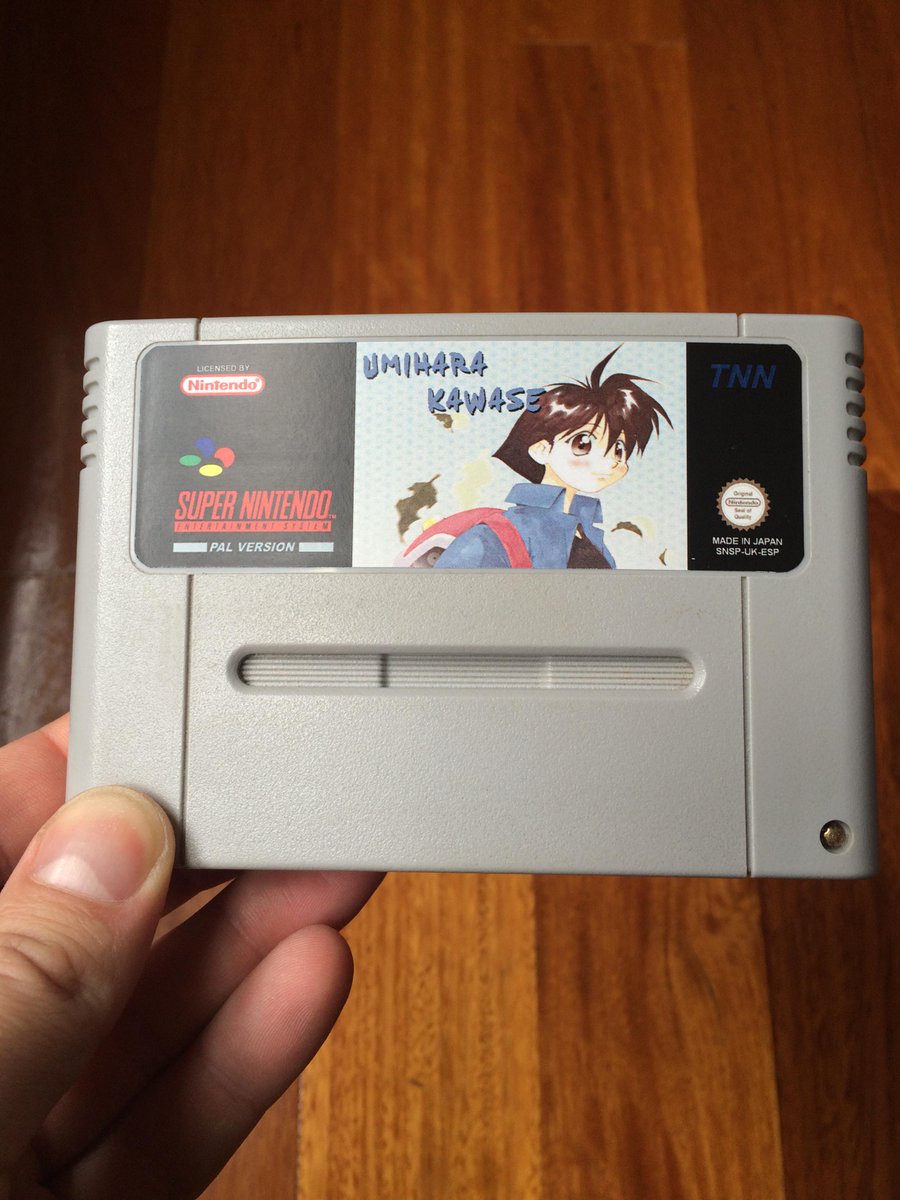 LICENSED BY
Nintendo®
SUPER NINTENDO™
ENTERTAINMENT SYSTEM
PAL VERSION
UMIHARA
KAWASE
TNN
Original
Nintendo
Seal of
Quality
MADE IN JAPAN
SNSP-UK-ESP